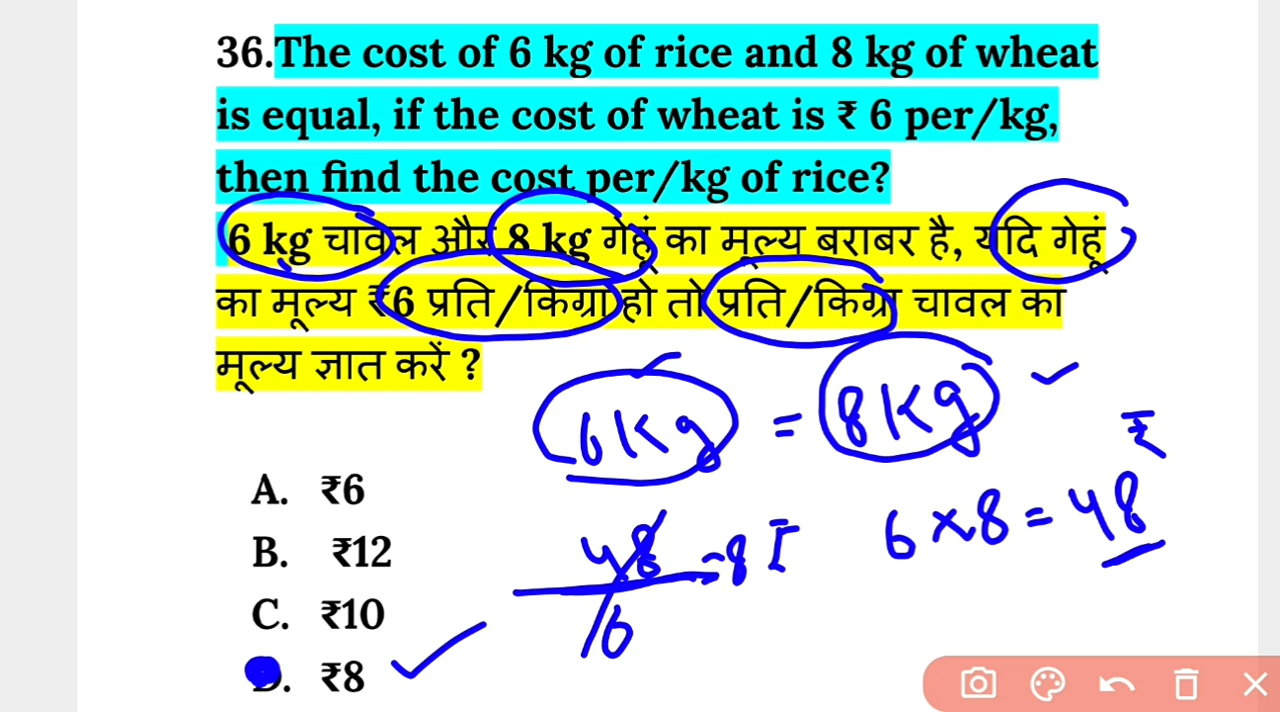 36.The cost of 6 kg of rice and 8 kg of wheat
is equal, if the cost of wheat is ₹ 6 per/kg,
then find the cost per/kg of rice?
6 kg चावल और 8 kg गेहूं का मूल्य बराबर है, यदि गेहूं
का मूल्य ₹6 प्रति/किग्रा हो तो प्रति/किग्रा चावल का
मूल्य ज्ञात करें ?
6Kg = 8Kg
₹
6×8=48
48/6 =8₹
A. ₹6
B. ₹12
C. ₹10
D. ₹8